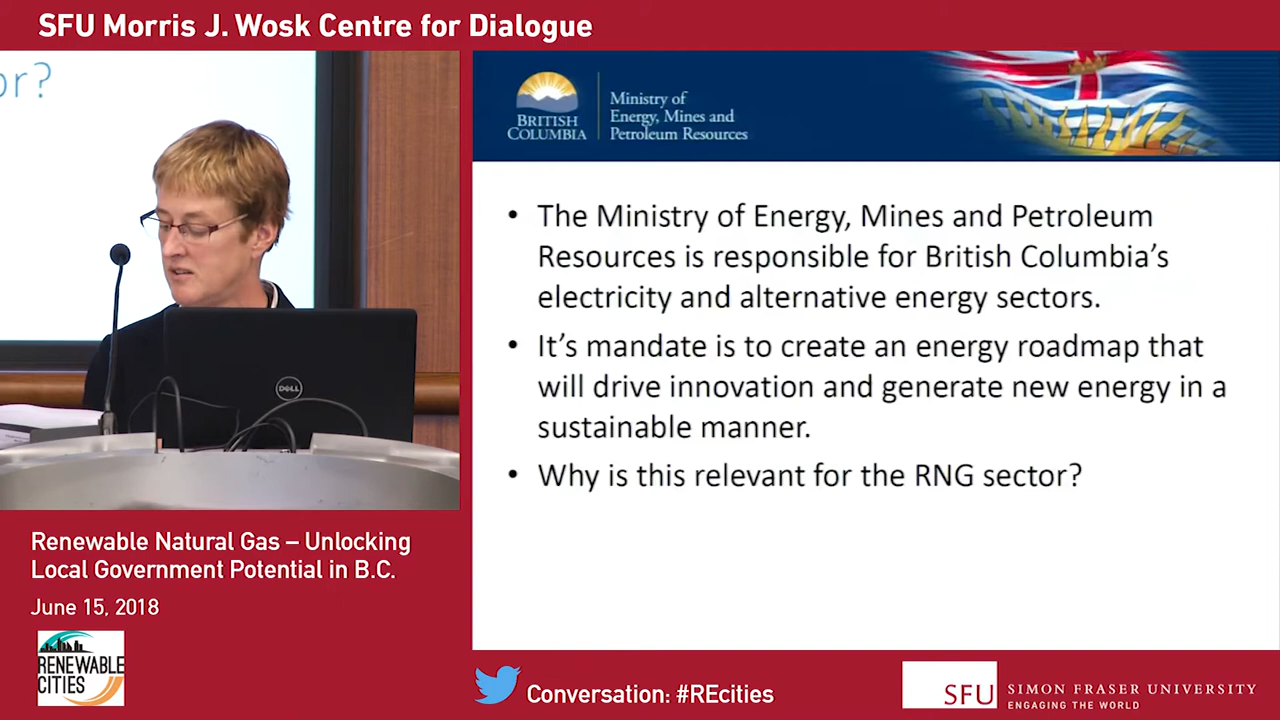 SFU Morris J. Wosk Centre for Dialogue
or?
BRITISH
COLUMBIA
Ministry of
Energy, Mines and
Petroleum Resources
• The Ministry of Energy, Mines and Petroleum
Resources is responsible for British Columbia's
electricity and alternative energy sectors.
• It's mandate is to create an energy roadmap that
will drive innovation and generate new energy in a
sustainable manner.
• Why is this relevant for the RNG sector?
DELL
Renewable Natural Gas – Unlocking
Local Government Potential in B.C.
June 15, 2018
RENEWABLE
CITIES
Conversation: #REcities
SFU
SIMON FRASER UNIVERSITY
ENGAGING THE WORLD